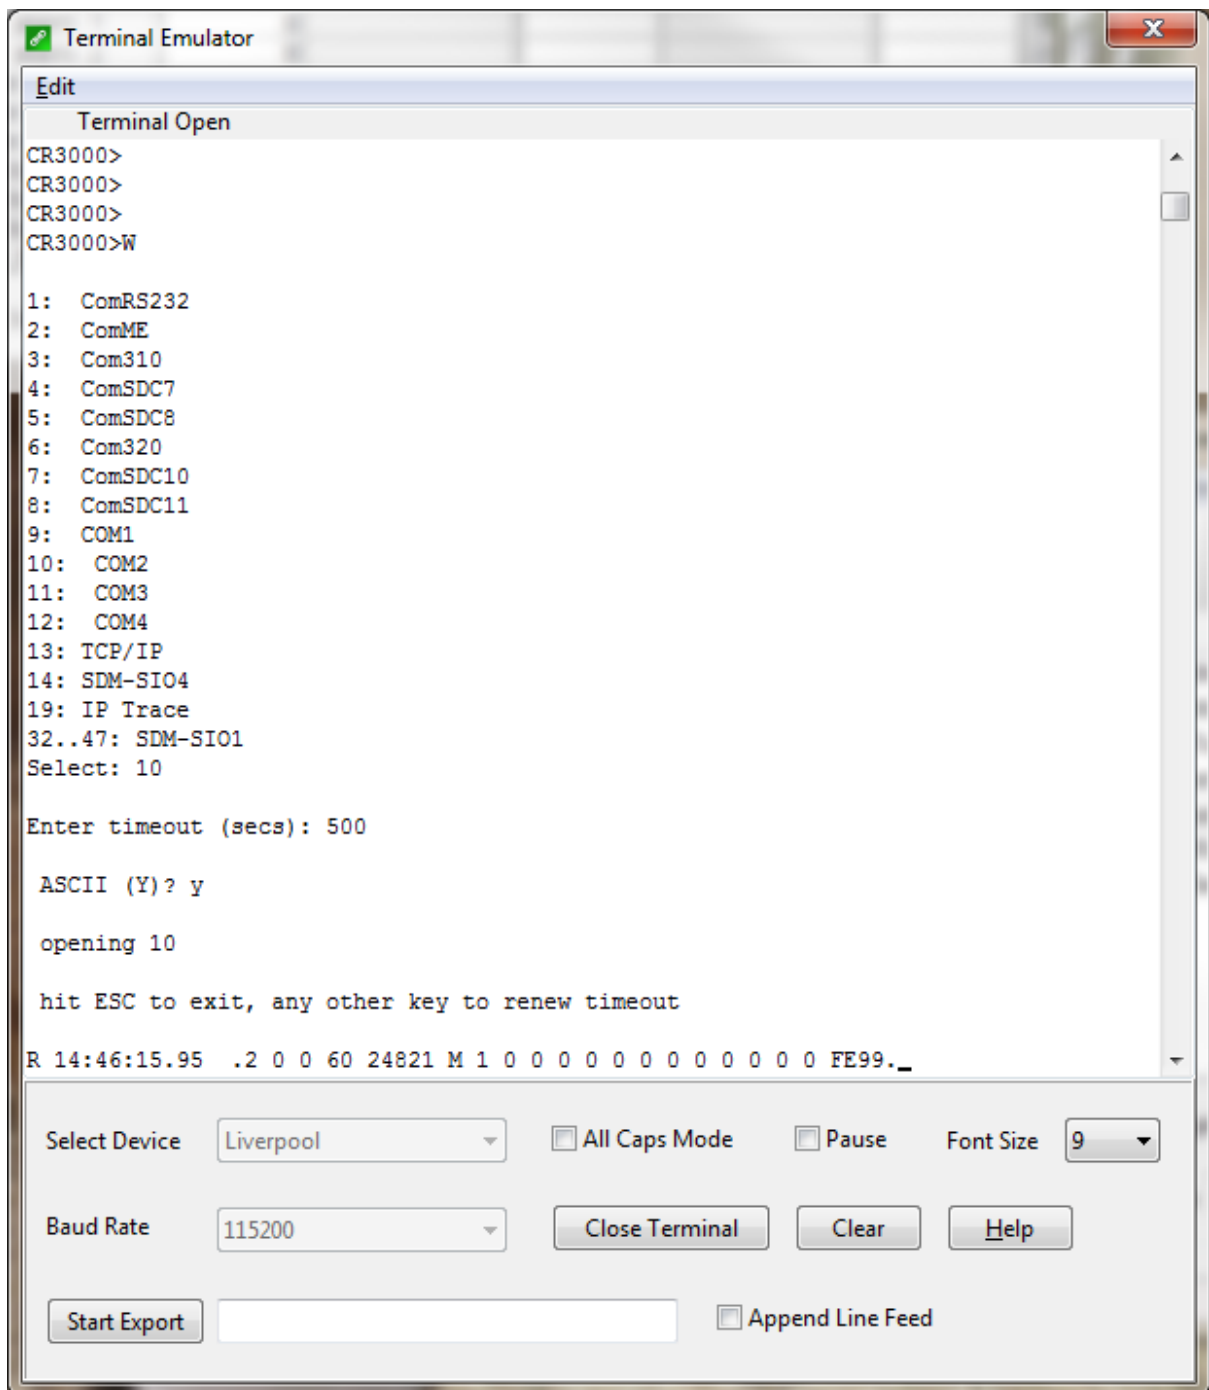 Terminal Emulator
Edit
Terminal Open
CR3000>
CR3000>
CR3000>
CR3000>W
1:  ComRS232
2:  ComME
3:  Com310
4:  ComSDC7
5:  ComSDC8
6:  Com320
7:  ComSDC10
8:  ComSDC11
9:  COM1
10:  COM2
11:  COM3
12:  COM4
13: TCP/IP
14: SDM-SIO4
19: IP Trace
32..47: SDM-SIO1
Select: 10
Enter timeout (secs): 500
ASCII (Y)? y
opening 10
hit ESC to exit, any other key to renew timeout
R 14:46:15.95  .2 0 0 60 24821 M 1 0 0 0 0 0 0 0 0 0 0 0 0 FE99._
Select Device Liverpool All Caps Mode Pause Font Size 9
Baud Rate 115200 Close Terminal Clear Help
Start Export Append Line Feed